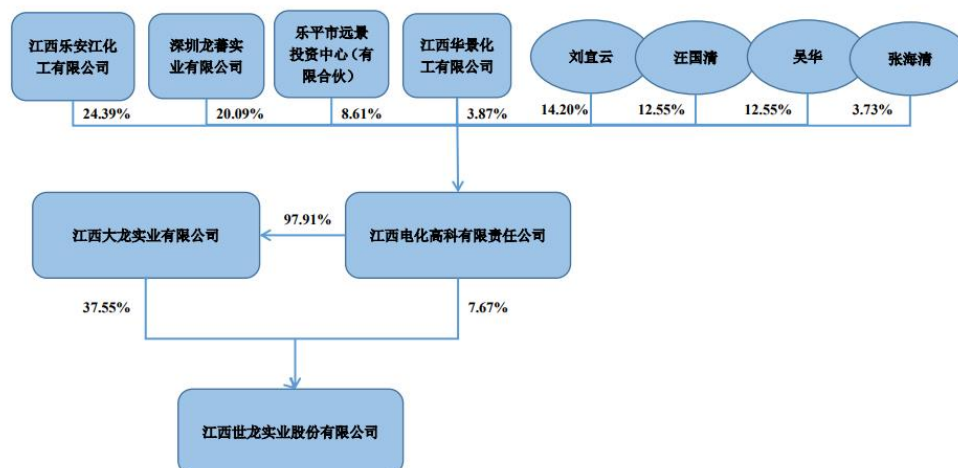 江西乐安江化
工有限公司
深圳龙蕃实
业有限公司
乐平市远景
投资中心（有
限合伙）
江西华景化
工有限公司
刘宜云
汪国清
吴华
张海清
24.39%
20.09%
8.61%
3.87%
14.20%
12.55%
12.55%
3.73%
江西大龙实业有限公司
97.91%
江西电化高科有限责任公司
37.55%
7.67%
江西世龙实业股份有限公司